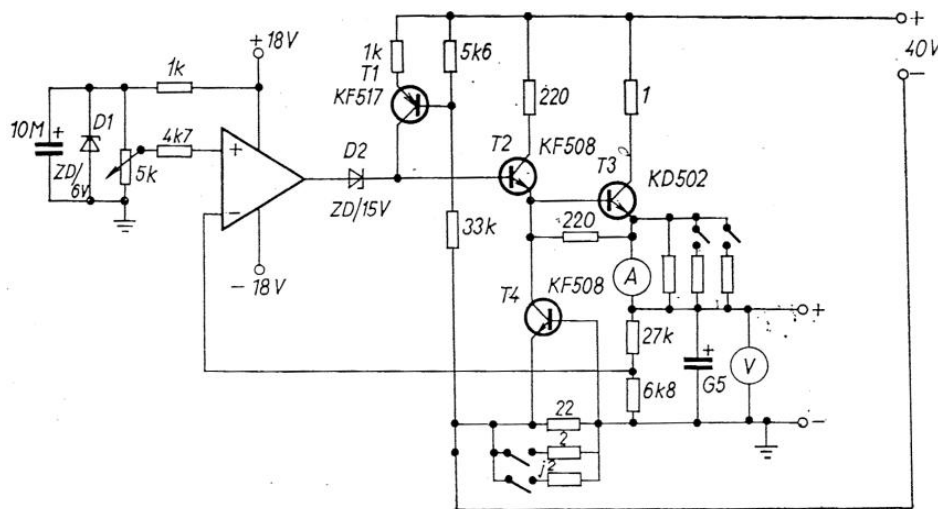 +
40V
−
+18V
1k
5k6
1k
T1
KF517
220
1
10M
+
D1
ZD/
6V
4k7
5k
+
−
−18V
D2
ZD/15V
T2
KF508
T3
KD502
33k
220
A
T4
KF508
27k
+
+
6k8
G5
V
22
2
−